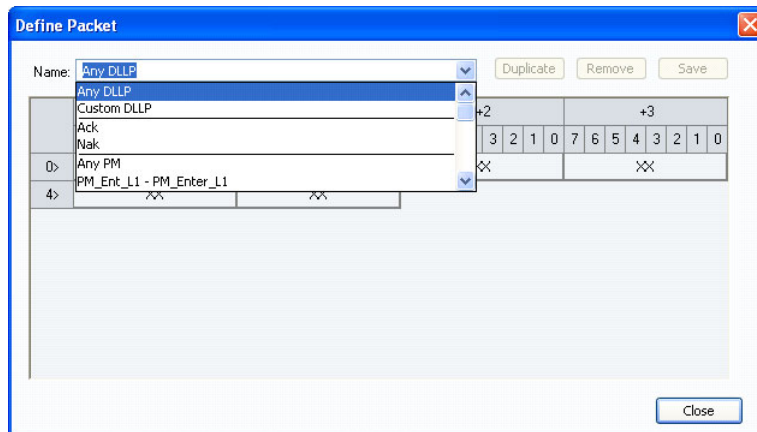 Define Packet
Name: Any DLLP Duplicate Remove Save
Any DLLP
Custom DLLP
Ack
Nak
Any PM
PM_Ent_L1 - PM_Enter_L1
+2 +3
3 2 1 0 7 6 5 4 3 2 1 0
0> XX XX
4> XX XX
Close